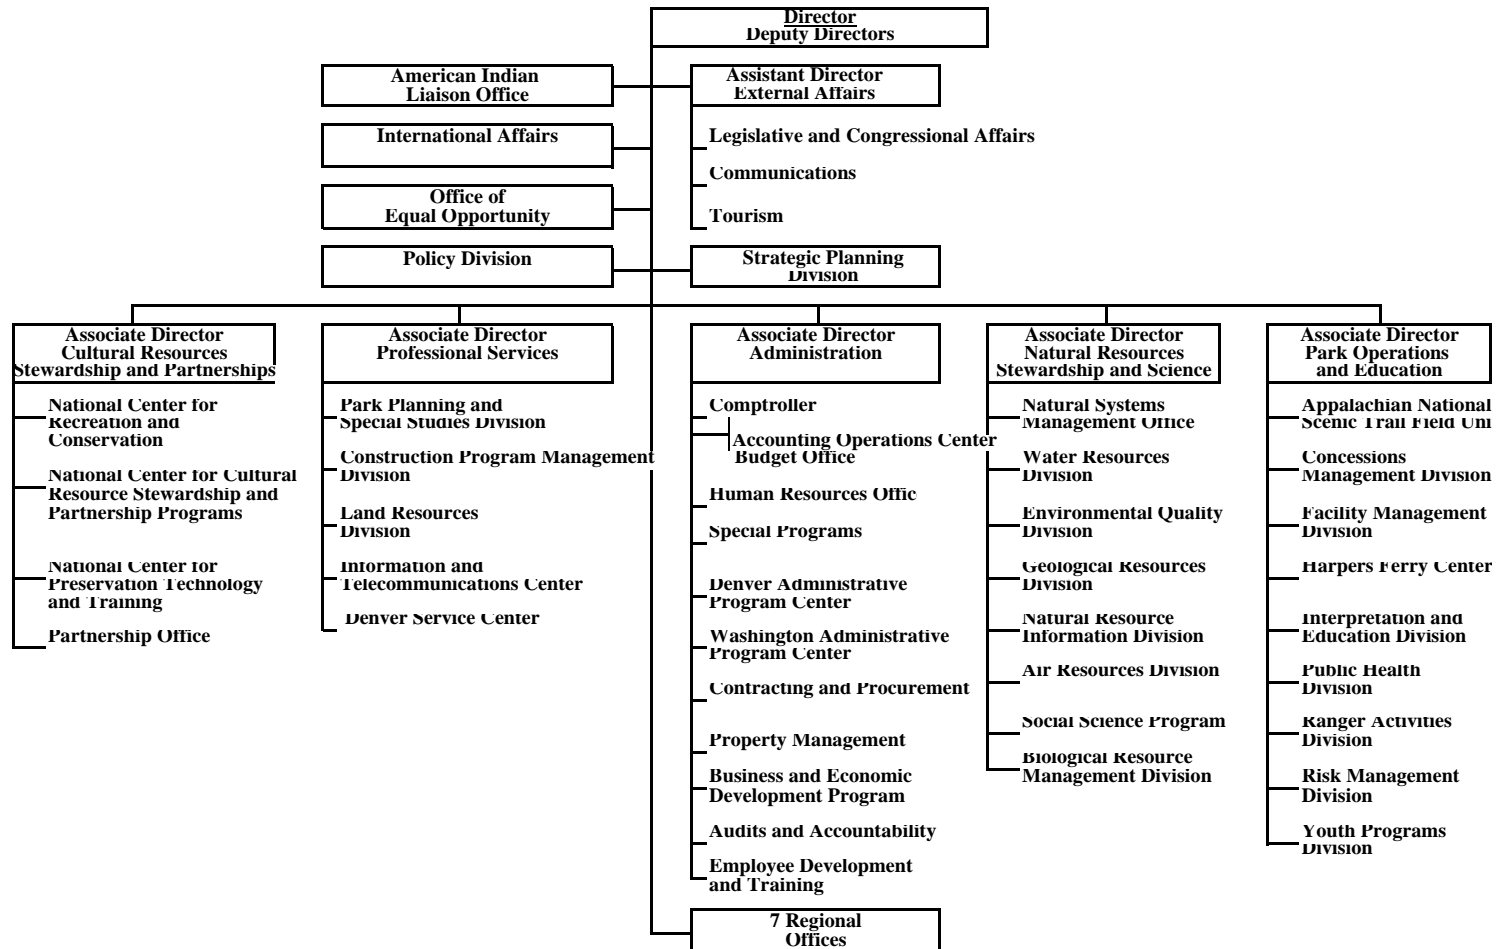 Director
Deputy Directors
American Indian
Liaison Office
Assistant Director
External Affairs
International Affairs
Legislative and Congressional Affairs
Communications
Office of
Equal Opportunity
Tourism
Policy Division
Strategic Planning
Division
Associate Director
Cultural Resources
Stewardship and Partnerships
National Center for
Recreation and
Conservation
National Center for Cultural
Resource Stewardship and
Partnership Programs
National Center for
Preservation Technology
and Training
Partnership Office
Associate Director
Professional Services
Park Planning and
Special Studies Division
Construction Program Management
Division
Land Resources
Division
Information and
Telecommunications Center
Denver Service Center
Associate Director
Administration
Comptroller
Accounting Operations Center
Budget Office
Human Resources Offic
Special Programs
Denver Administrative
Program Center
Washington Administrative
Program Center
Contracting and Procurement
Property Management
Business and Economic
Development Program
Audits and Accountability
Employee Development
and Training
Associate Director
Natural Resources
Stewardship and Science
Natural Systems
Management Office
Water Resources
Division
Environmental Quality
Division
Geological Resources
Division
Natural Resource
Information Division
Air Resources Division
Social Science Program
Biological Resource
Management Division
Associate Director
Park Operations
and Education
Appalachian National
Scenic Trail Field Uni
Concessions
Management Division
Facility Management
Division
Harpers Ferry Center
Interpretation and
Education Division
Public Health
Division
Ranger Activities
Division
Risk Management
Division
Youth Programs
Division
7 Regional
Offices